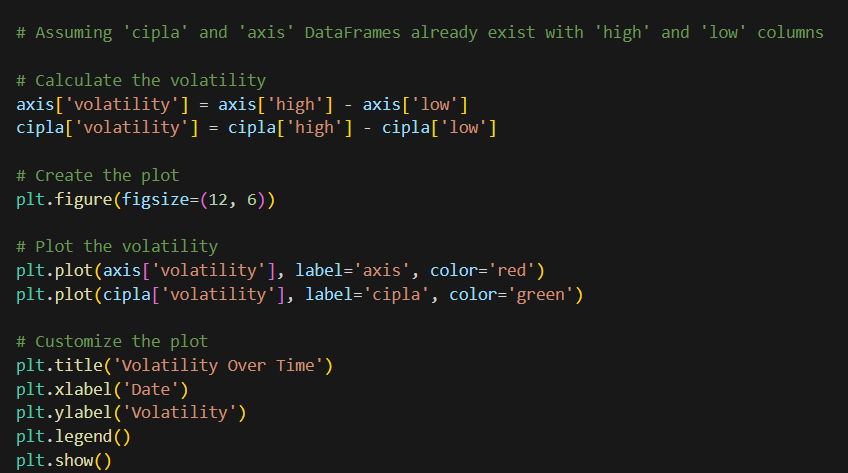 # Assuming 'cipla' and 'axis' DataFrames already exist with 'high' and 'low' columns
# Calculate the volatility
axis['volatility'] = axis['high'] - axis['low']
cipla['volatility'] = cipla['high'] - cipla['low']
# Create the plot
plt.figure(figsize=(12, 6))
# Plot the volatility
plt.plot(axis['volatility'], label='axis', color='red')
plt.plot(cipla['volatility'], label='cipla', color='green')
# Customize the plot
plt.title('Volatility Over Time')
plt.xlabel('Date')
plt.ylabel('Volatility')
plt.legend()
plt.show()